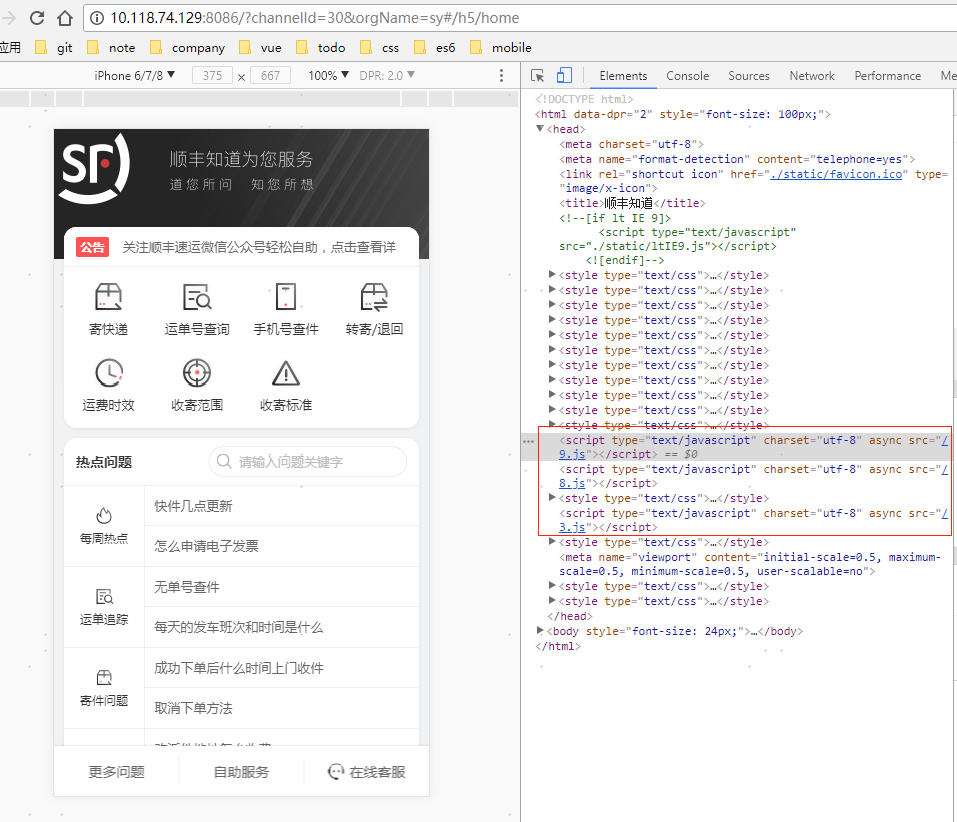 10.118.74.129:8086/?channelId=30&orgName=sy#/h5/home
应用 git note company vue todo css es6 mobile
iPhone 6/7/8 ▼ 375 × 667 100% ▼ DPR: 2.0 ▼
SF
顺丰知道为您服务
道您所问 知您所想
公告 关注顺丰速运微信公众号轻松自助，点击查看详
寄快递 运单号查询 手机号查件 转寄/退回
运费时效 收寄范围 收寄标准
热点问题 请输入问题关键字
每周热点
快件几点更新
怎么申请电子发票
运单追踪
无单号查件
每天的发车班次和时间是什么
寄件问题
成功下单后什么时间上门收件
取消下单方法
更多问题 自助服务 在线客服
Elements Console Sources Network Performance Me
<!DOCTYPE html>
<html data-dpr="2" style="font-size: 100px;">
▼<head>
<meta charset="utf-8">
<meta name="format-detection" content="telephone=yes">
<link rel="shortcut icon" href="./static/favicon.ico" type=
"image/x-icon">
<title>顺丰知道</title>
<!--[if lt IE 9]>
<script type="text/javascript"
src="./static/ltIE9.js"></script>
<![endif]-->
▶<style type="text/css">…</style>
▶<style type="text/css">…</style>
▶<style type="text/css">…</style>
▶<style type="text/css">…</style>
▶<style type="text/css">…</style>
▶<style type="text/css">…</style>
▶<style type="text/css">…</style>
▶<style type="text/css">…</style>
▶<style type="text/css">…</style>
▶<style type="text/css">…</style>
▶<style type="text/css">…</style>
… <script type="text/javascript" charset="utf-8" async src="/
9.js"></script> == $0
<script type="text/javascript" charset="utf-8" async src="/
8.js"></script>
▶<style type="text/css">…</style>
<script type="text/javascript" charset="utf-8" async src="/
3.js"></script>
▶<style type="text/css">…</style>
<meta name="viewport" content="initial-scale=0.5, maximum-
scale=0.5, minimum-scale=0.5, user-scalable=no">
▶<style type="text/css">…</style>
▶<style type="text/css">…</style>
</head>
▶<body style="font-size: 24px;">…</body>
</html>